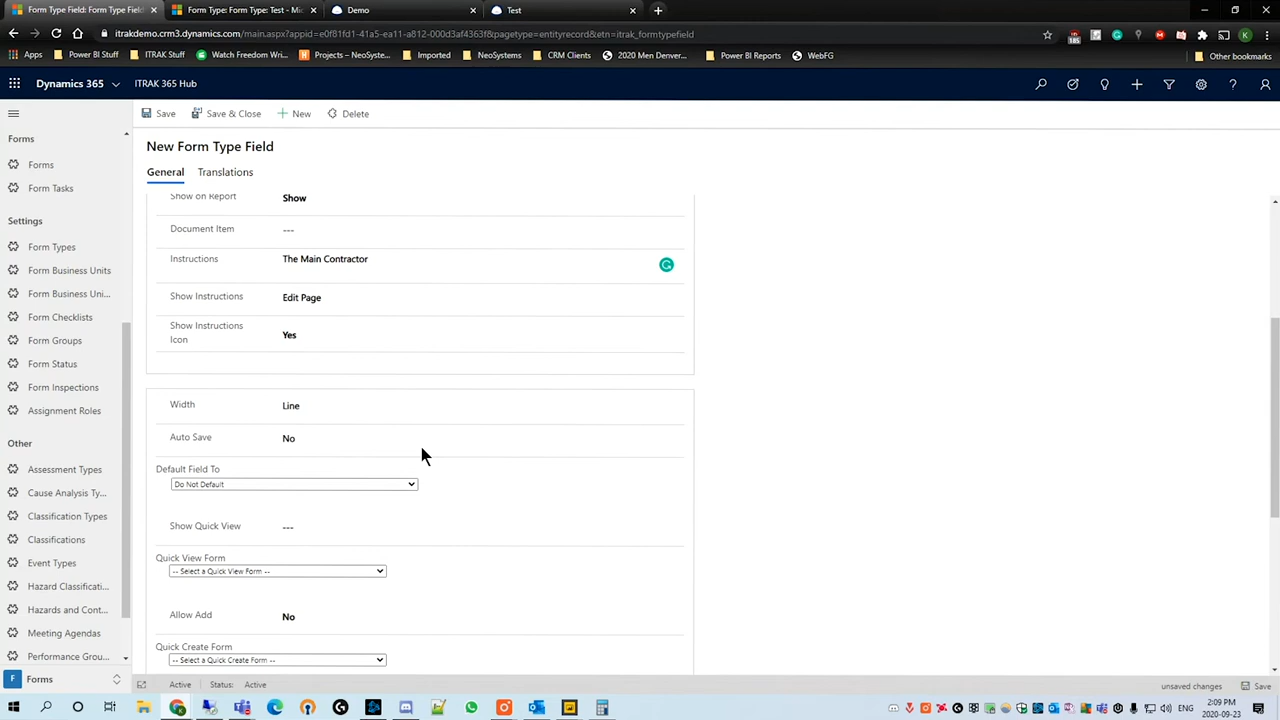 Form Type Field: Form Type Field:
Form Type: Form Type: Test - Mic
Demo
Test
itrakdemo.crm3.dynamics.com/main.aspx?appid=e0f81fd1-41a5-ea11-a812-000d3af4363f&pagetype=entityrecord&etn=itrak_formtypefield
Apps
Power BI Stuff
ITRAK Stuff
Watch Freedom Wri...
Projects – NeoSyste...
Imported
NeoSystems
CRM Clients
2020 Men Denver...
Power BI Reports
WebFG
Other bookmarks
Dynamics 365
ITRAK 365 Hub
Save
Save & Close
New
Delete
Forms
Forms
Form Tasks
Settings
Form Types
Form Business Units
Form Business Uni...
Form Checklists
Form Groups
Form Status
Form Inspections
Assignment Roles
Other
Assessment Types
Cause Analysis Ty...
Classification Types
Classifications
Event Types
Hazard Classificati...
Hazards and Cont...
Meeting Agendas
Performance Grou...
F Forms
New Form Type Field
General
Translations
Show on Report
Show
Document Item
---
Instructions
The Main Contractor
Show Instructions
Edit Page
Show Instructions
Icon
Yes
Width
Line
Auto Save
No
Default Field To
Do Not Default
Show Quick View
---
Quick View Form
-- Select a Quick View Form --
Allow Add
No
Quick Create Form
-- Select a Quick Create Form --
Active
Status: Active
unsaved changes
Save
ENG
2:09 PM
2020-09-23